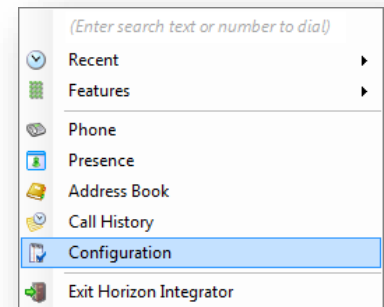 (Enter search text or number to dial)
Recent
Features
Phone
Presence
Address Book
Call History
Configuration
Exit Horizon Integrator